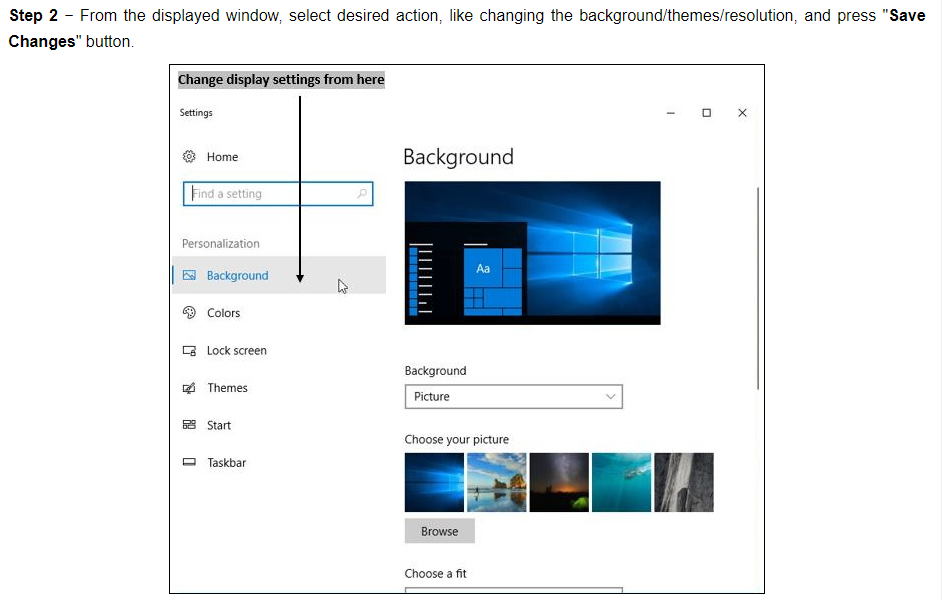 Step 2 – From the displayed window, select desired action, like changing the background/themes/resolution, and press "Save
Changes" button.
Change display settings from here
Settings
Home
Find a setting
Personalization
Background
Colors
Lock screen
Themes
Start
Taskbar
Background
Aa
Background
Picture
Choose your picture
Browse
Choose a fit